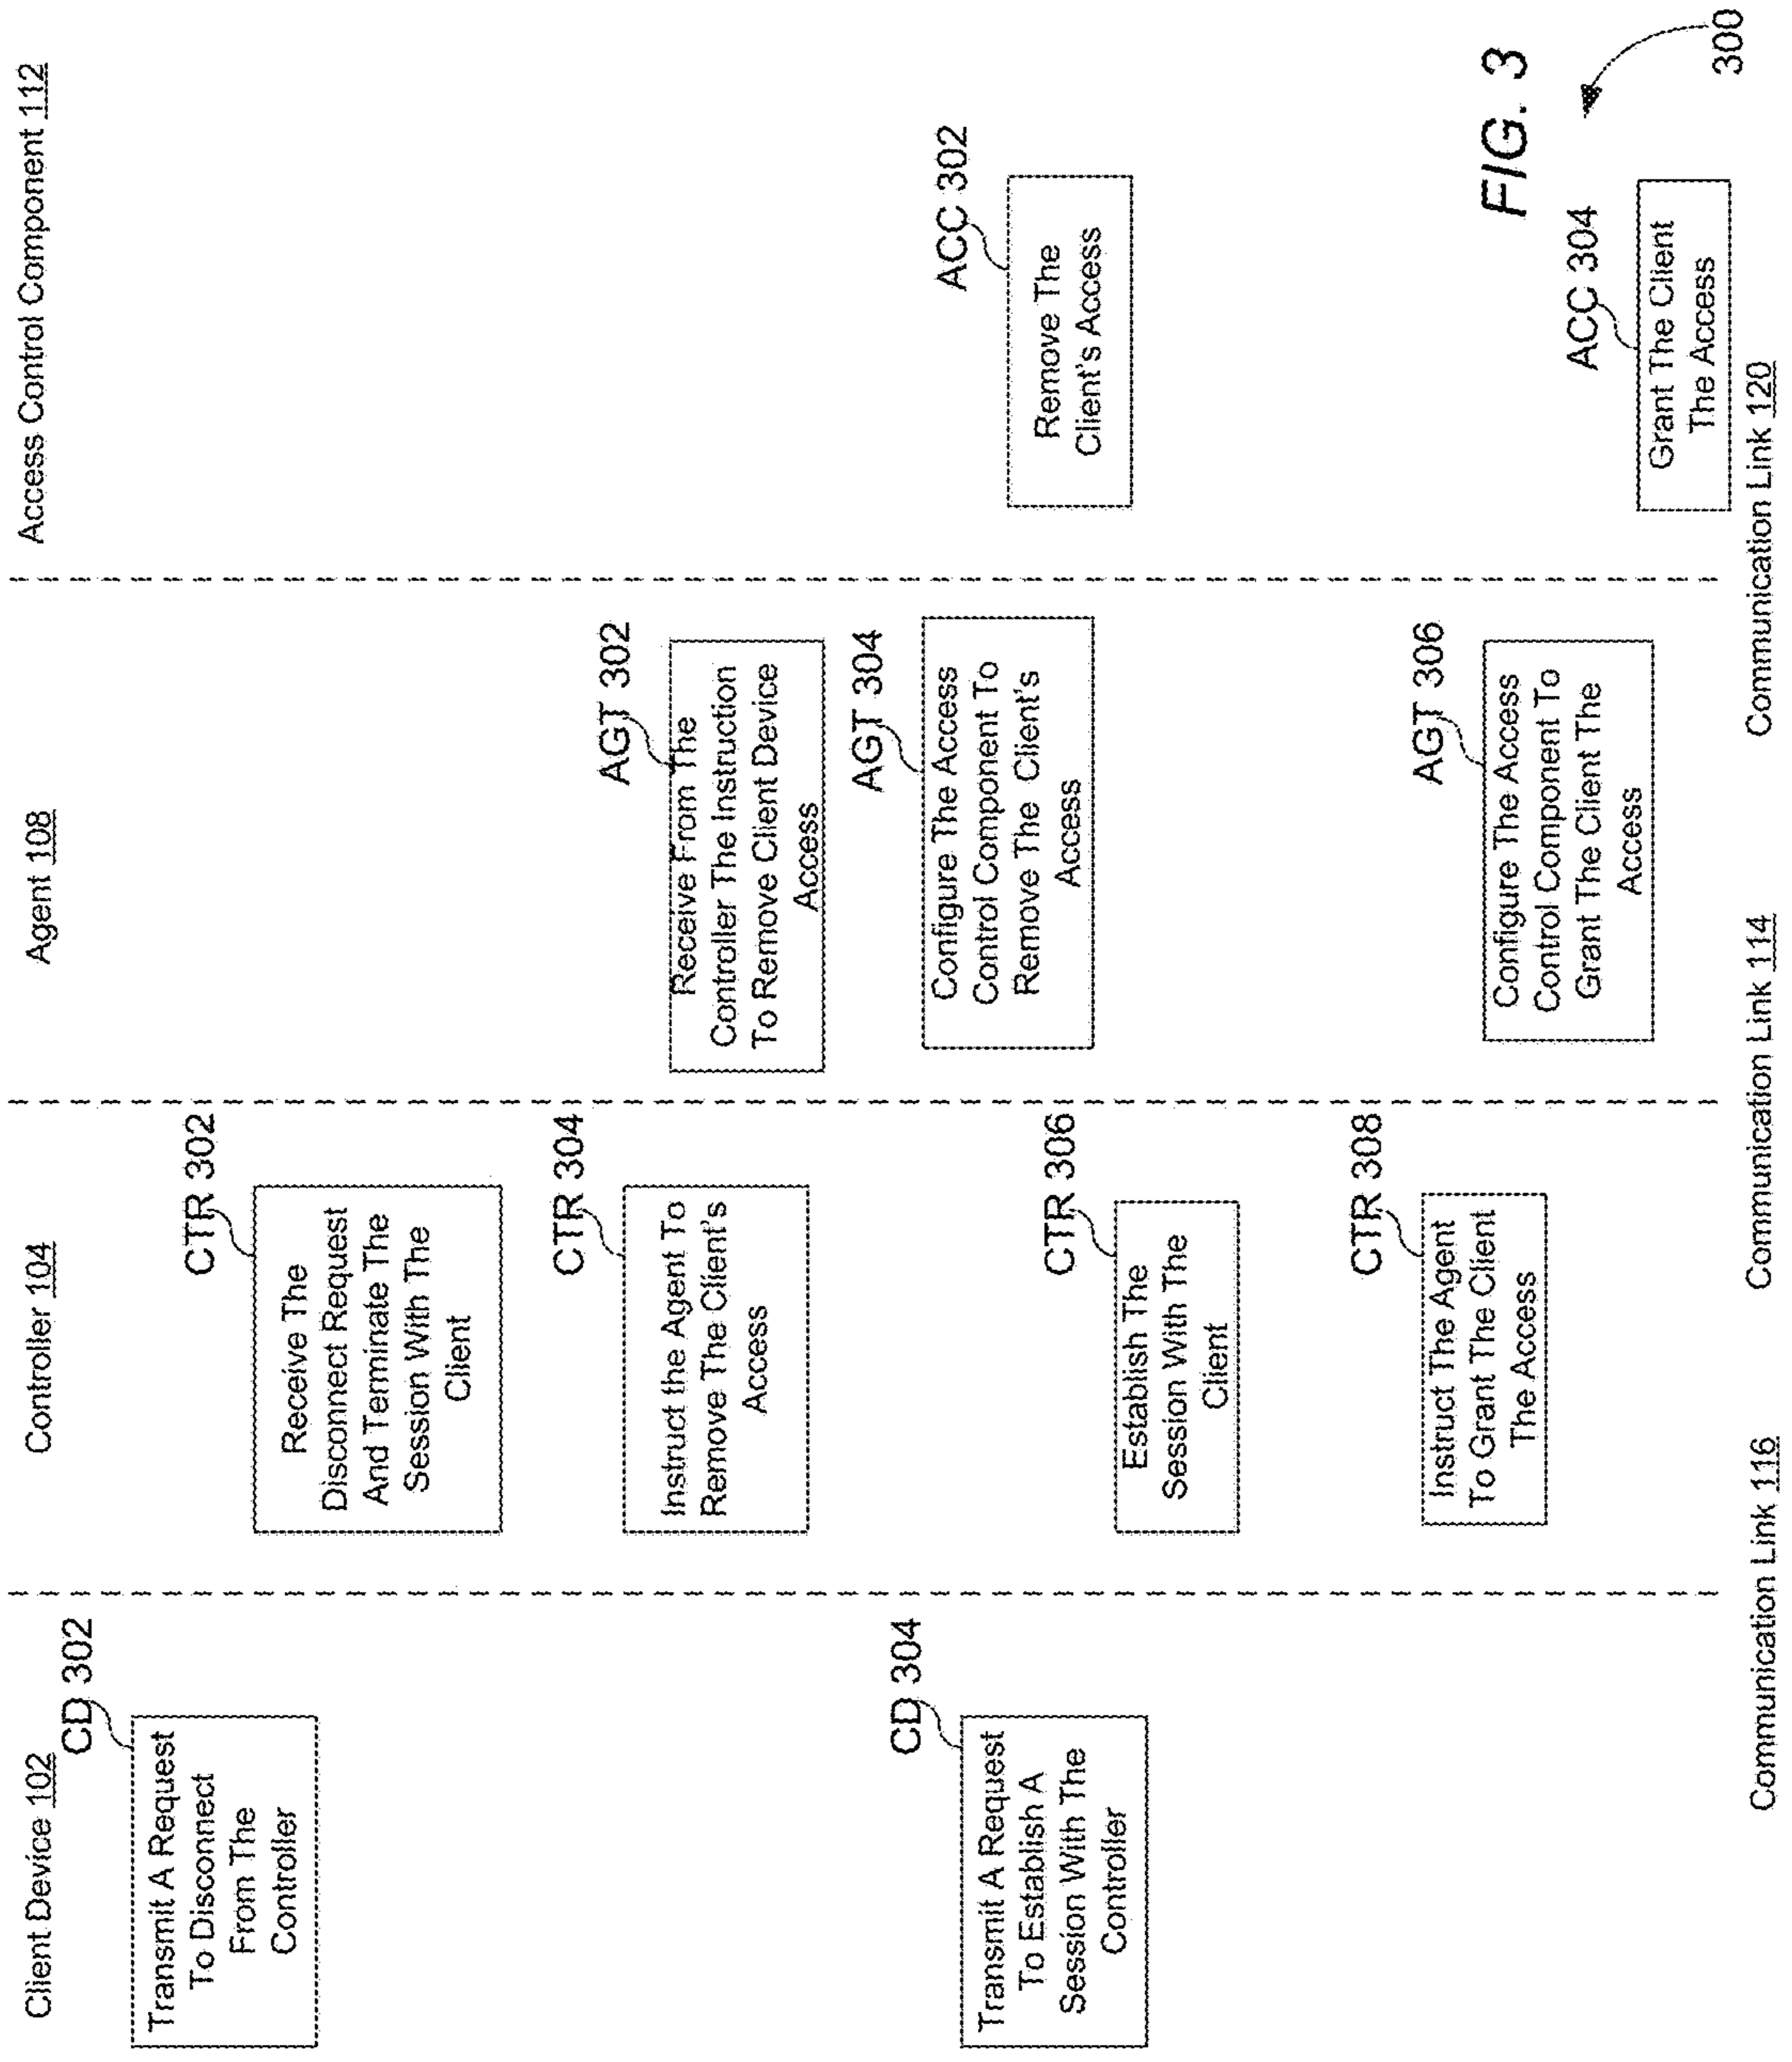 Client Device 102
Controller 104
Agent 108
Access Control Component 112
CD 302
Transmit A Request
To Disconnect
From The
Controller
CTR 302
Receive The
Disconnect Request
And Terminate The
Session With The
Client
CTR 304
Instruct the Agent To
Remove The Client's
Access
AGT 302
Receive From The
Controller The Instruction
To Remove Client Device
Access
AGT 304
Configure The Access
Control Component To
Remove The Client's
Access
ACC 302
Remove The
Client's Access
CD 304
Transmit A Request
To Establish A
Session With The
Controller
CTR 306
Establish The
Session With The
Client
CTR 308
Instruct The Agent
To Grant The Client
The Access
AGT 306
Configure The Access
Control Component To
Grant The Client The
Access
ACC 304
Grant The Client
The Access
Communication Link 116
Communication Link 114
Communication Link 120
FIG. 3
300